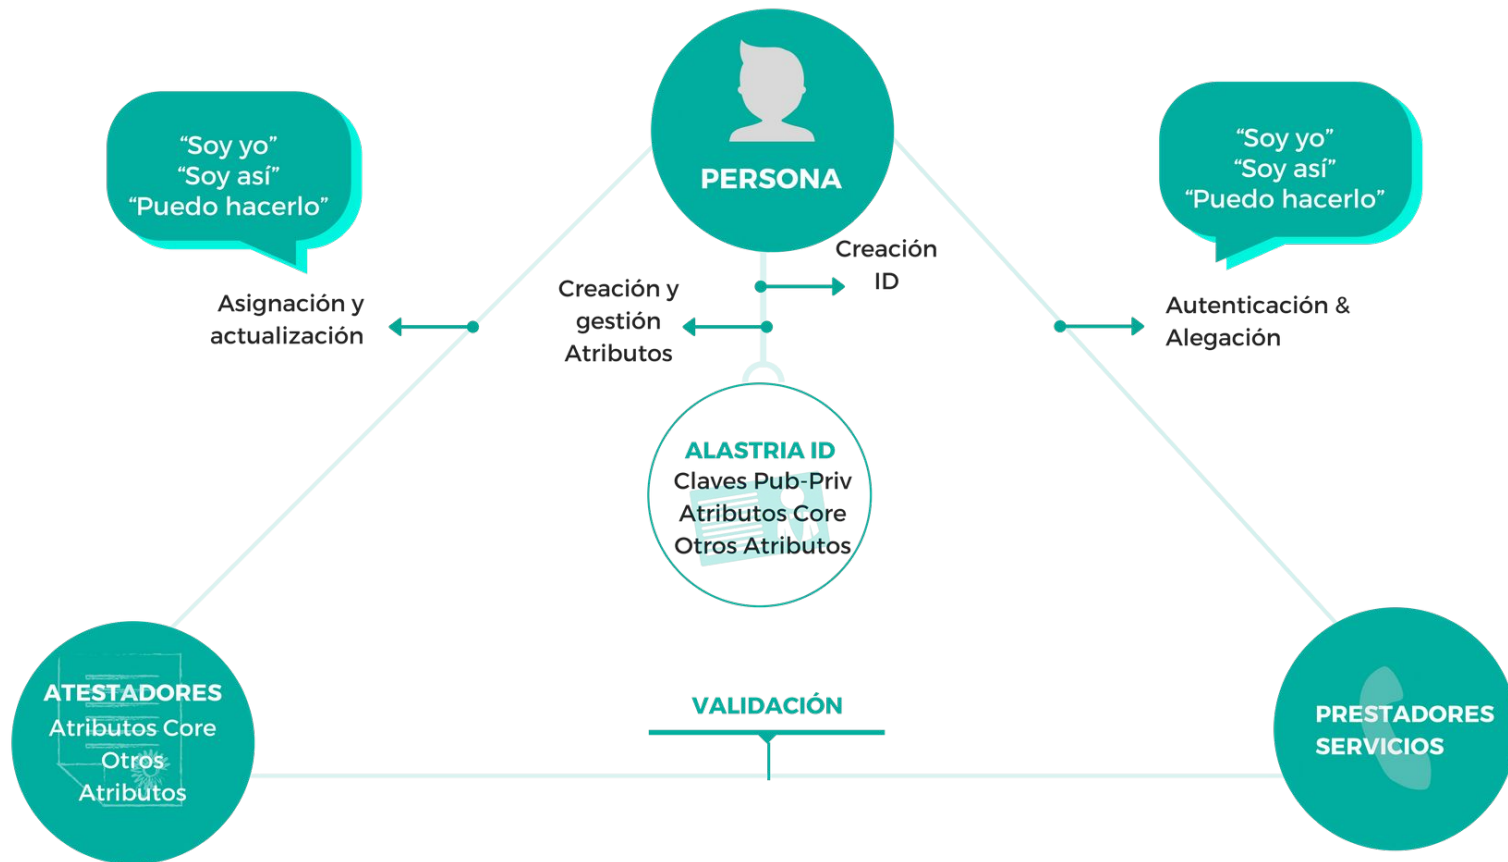 “Soy yo”
“Soy así”
“Puedo hacerlo”
PERSONA
“Soy yo”
“Soy así”
“Puedo hacerlo”
Asignación y
actualización
Creación y
gestión
Atributos
Creación
ID
Autenticación &
Alegación
ALASTRIA ID
Claves Pub-Priv
Atributos Core
Otros Atributos
ATESTADORES
Atributos Core
Otros
Atributos
VALIDACIÓN
PRESTADORES
SERVICIOS